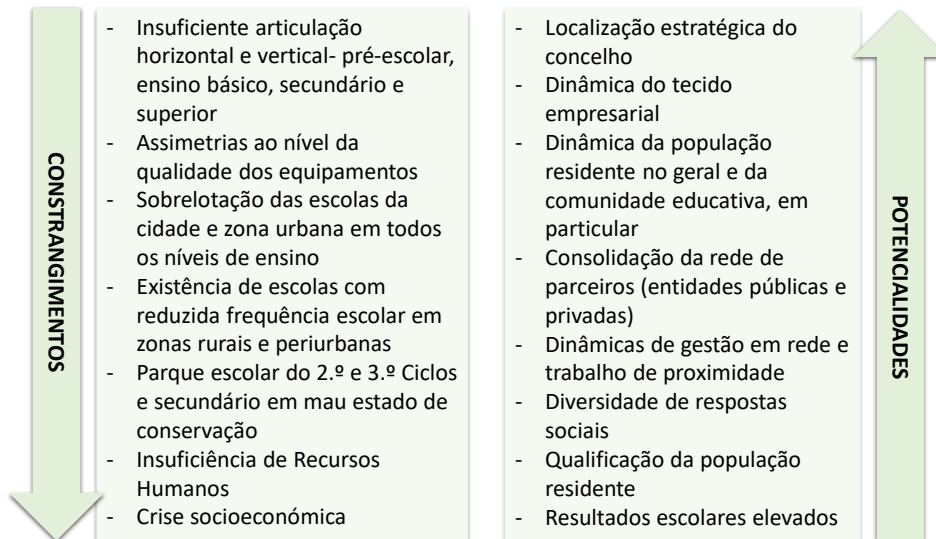 CONSTRANGIMENTOS
- Insuficiente articulação
horizontal e vertical- pré-escolar,
ensino básico, secundário e
superior
- Assimetrias ao nível da
qualidade dos equipamentos
- Sobrelotação das escolas da
cidade e zona urbana em todos
os níveis de ensino
- Existência de escolas com
reduzida frequência escolar em
zonas rurais e periurbanas
- Parque escolar do 2.º e 3.º Ciclos
e secundário em mau estado de
conservação
- Insuficiência de Recursos
Humanos
- Crise socioeconómica
- Localização estratégica do
concelho
- Dinâmica do tecido
empresarial
- Dinâmica da população
residente no geral e da
comunidade educativa, em
particular
- Consolidação da rede de
parceiros (entidades públicas e
privadas)
- Dinâmicas de gestão em rede e
trabalho de proximidade
- Diversidade de respostas
sociais
- Qualificação da população
residente
- Resultados escolares elevados
POTENCIALIDADES